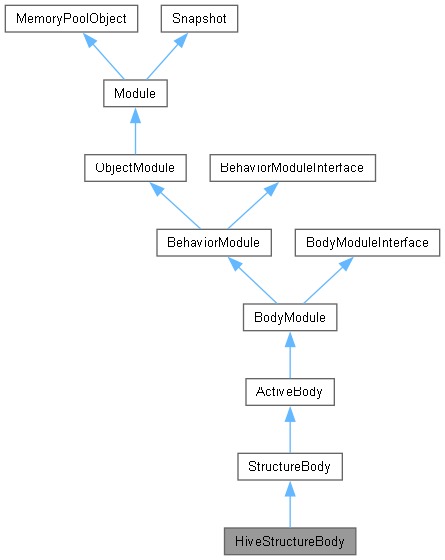 MemoryPoolObject
Snapshot
Module
ObjectModule
BehaviorModuleInterface
BehaviorModule
BodyModuleInterface
BodyModule
ActiveBody
StructureBody
HiveStructureBody